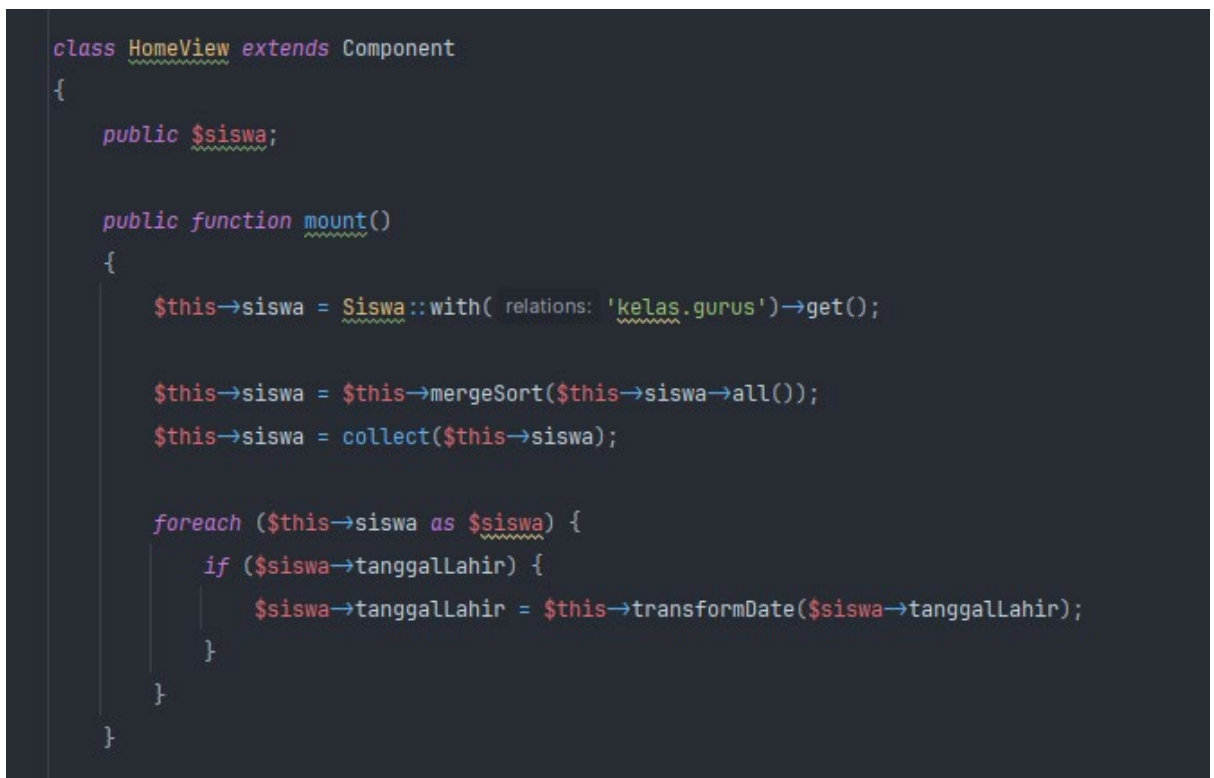 class HomeView extends Component
{
public $siswa;
public function mount()
{
$this→siswa = Siswa::with( relations: 'kelas.gurus')→get();
$this→siswa = $this→mergeSort($this→siswa→all());
$this→siswa = collect($this→siswa);
foreach ($this→siswa as $siswa) {
if ($siswa→tanggalLahir) {
$siswa→tanggalLahir = $this→transformDate($siswa→tanggalLahir);
}
}
}